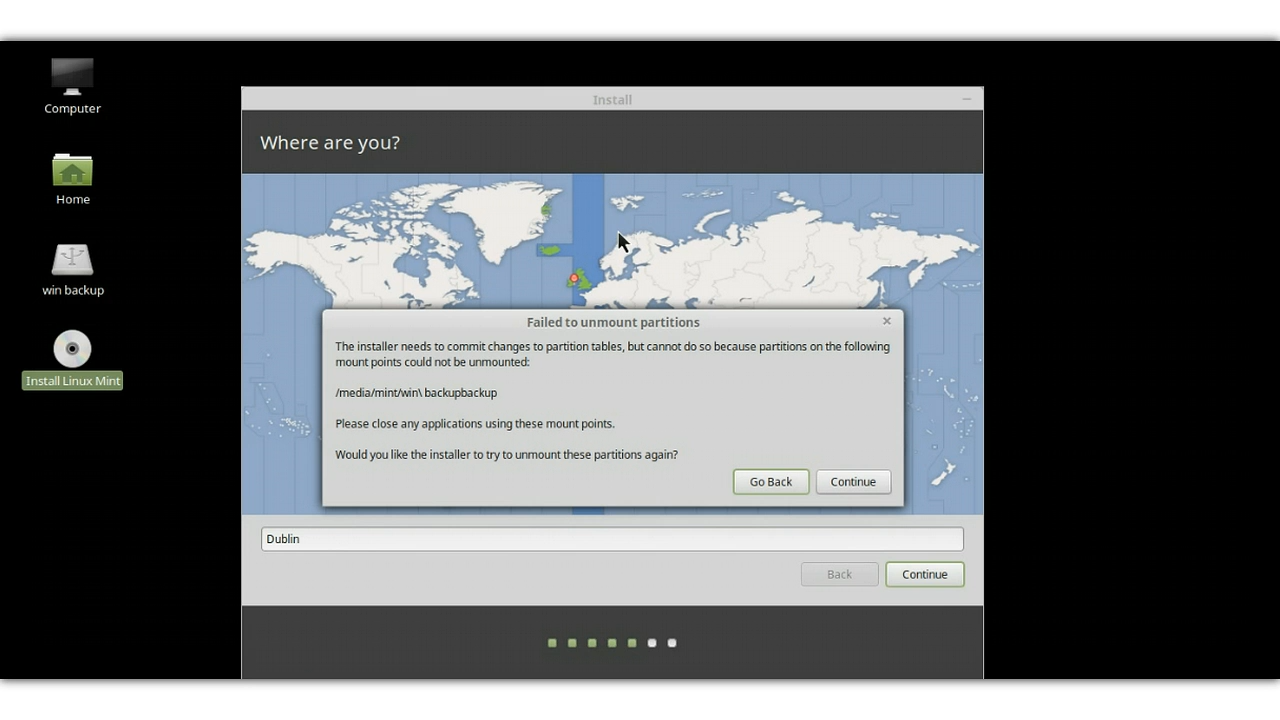 Computer
Home
win backup
Install Linux Mint
Install
Where are you?
Failed to unmount partitions
The installer needs to commit changes to partition tables, but cannot do so because partitions on the following
mount points could not be unmounted:
/media/mint/win\ backupbackup
Please close any applications using these mount points.
Would you like the installer to try to unmount these partitions again?
Go Back
Continue
Dublin
Back
Continue